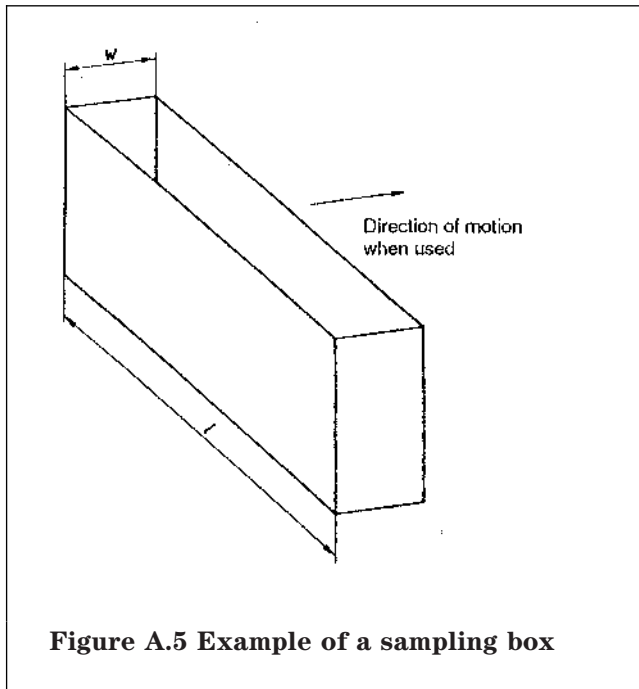 w
Direction of motion
when used
l
Figure A.5 Example of a sampling box